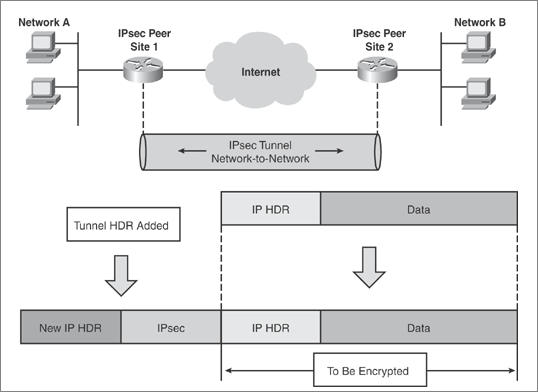 Network A
IPsec Peer
Site 1
Internet
IPsec Peer
Site 2
Network B
IPsec Tunnel
Network-to-Network
IP HDR
Data
Tunnel HDR Added
New IP HDR
IPsec
IP HDR
Data
To Be Encrypted